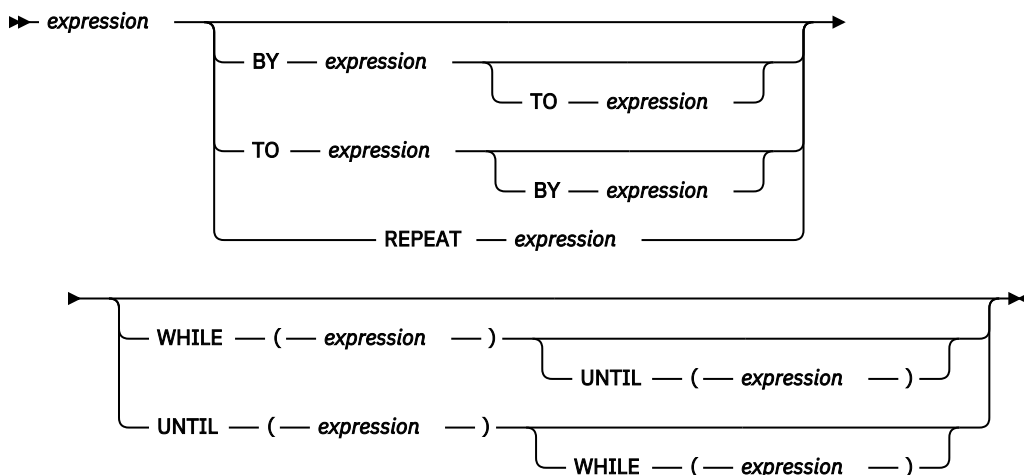 expression
BY expression
TO expression
TO expression
BY expression
REPEAT expression
WHILE ( expression )
UNTIL ( expression )
UNTIL ( expression )
WHILE ( expression )